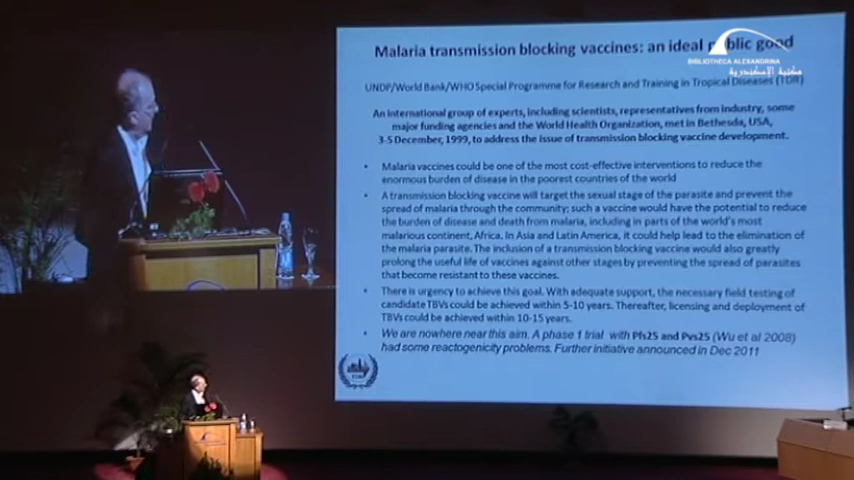 Malaria transmission blocking vaccines: an ideal public good
BIBLIOTHECA ALEXANDRINA
مكتبة الإسكندرية
UNDP/World Bank/WHO Special Programme for Research and Training in Tropical Diseases (TDR)
An international group of experts, including scientists, representatives from industry, some
major funding agencies and the World Health Organization, met in Bethesda, USA,
3-5 December, 1999, to address the issue of transmission blocking vaccine development.
• Malaria vaccines could be one of the most cost-effective interventions to reduce the
enormous burden of disease in the poorest countries of the world
• A transmission blocking vaccine will target the sexual stage of the parasite and prevent the
spread of malaria through the community; such a vaccine would have the potential to reduce
the burden of disease and death from malaria, including in parts of the world's most
malarious continent, Africa. In Asia and Latin America, it could help lead to the elimination of
the malaria parasite. The inclusion of a transmission blocking vaccine would also greatly
prolong the useful life of vaccines against other stages by preventing the spread of parasites
that become resistant to these vaccines.
• There is urgency to achieve this goal. With adequate support, the necessary field testing of
candidate TBVs could be achieved within 5-10 years. Thereafter, licensing and deployment of
TBVs could be achieved within 10-15 years.
• We are nowhere near this aim. A phase 1 trial with Pfs25 and Pvs25 (Wu et al 2008)
had some reactogenicity problems. Further initiative announced in Dec 2011